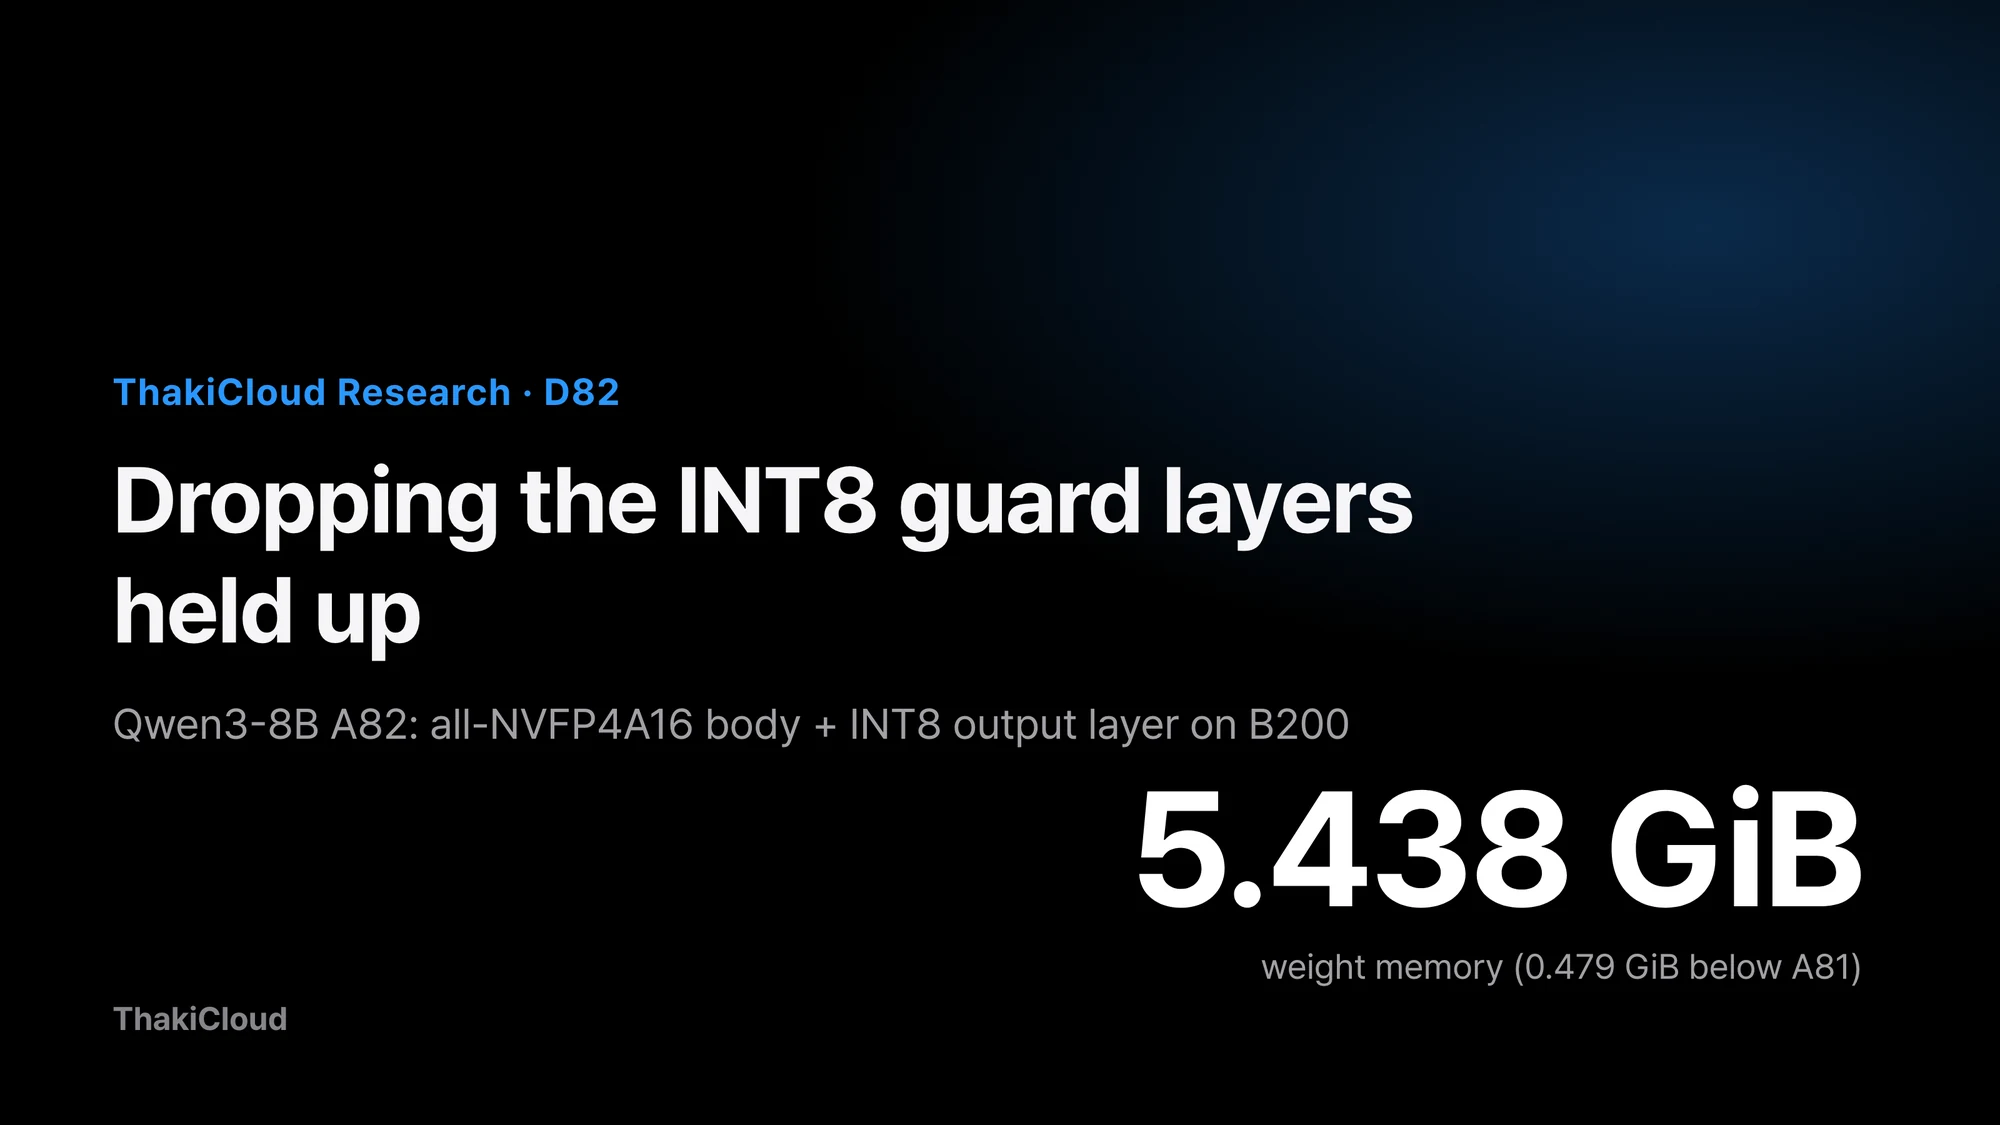 ThakiCloud Research · D82
Dropping the INT8 guard layers
held up
Qwen3-8B A82: all-NVFP4A16 body + INT8 output layer on B200
5.438 GiB
weight memory (0.479 GiB below A81)
ThakiCloud